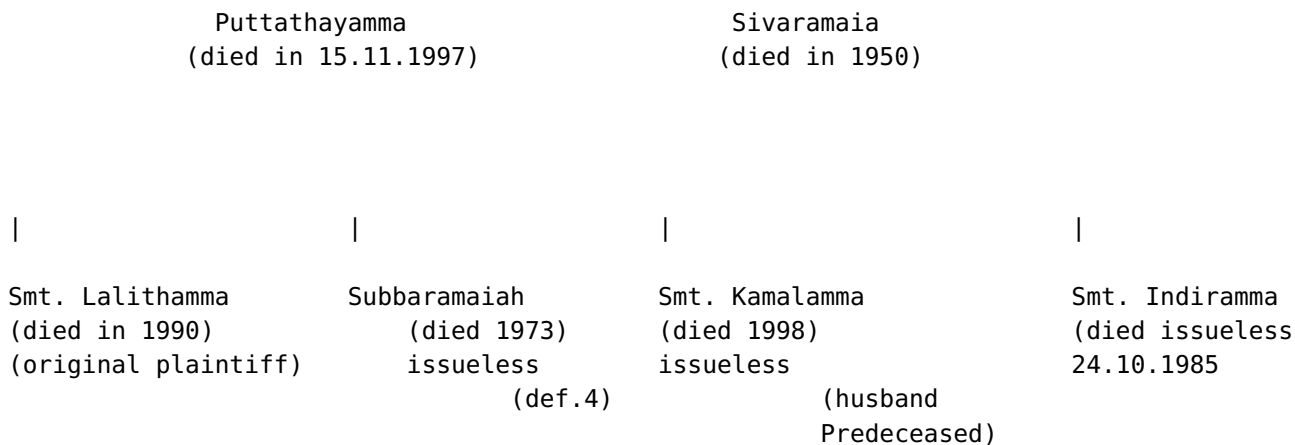 Puttathayamma Sivaramaia
(died in 15.11.1997) (died in 1950)
| | | |
Smt. Lalithamma Subbaramaiah Smt. Kamalamma Smt. Indiramma
(died in 1990) (died 1973) (died 1998) (died issueless
(original plaintiff) issueless issueless 24.10.1985
(def.4) (husband
Predeceased)